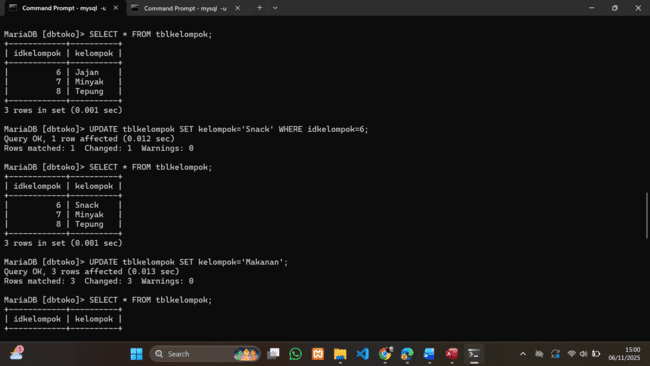 Command Prompt - mysql -u
Command Prompt - mysql -u
MariaDB [dbtoko]> SELECT * FROM tblkelompok;
+------------+----------+
| idkelompok | kelompok |
+------------+----------+
|          6 | Jajan    |
|          7 | Minyak   |
|          8 | Tepung   |
+------------+----------+
3 rows in set (0.001 sec)
MariaDB [dbtoko]> UPDATE tblkelompok SET kelompok='Snack' WHERE idkelompok=6;
Query OK, 1 row affected (0.012 sec)
Rows matched: 1  Changed: 1  Warnings: 0
MariaDB [dbtoko]> SELECT * FROM tblkelompok;
+------------+----------+
| idkelompok | kelompok |
+------------+----------+
|          6 | Snack    |
|          7 | Minyak   |
|          8 | Tepung   |
+------------+----------+
3 rows in set (0.001 sec)
MariaDB [dbtoko]> UPDATE tblkelompok SET kelompok='Makanan';
Query OK, 3 rows affected (0.013 sec)
Rows matched: 3  Changed: 3  Warnings: 0
MariaDB [dbtoko]> SELECT * FROM tblkelompok;
+------------+----------+
| idkelompok | kelompok |
+------------+----------+
Search
15:00
06/11/2025